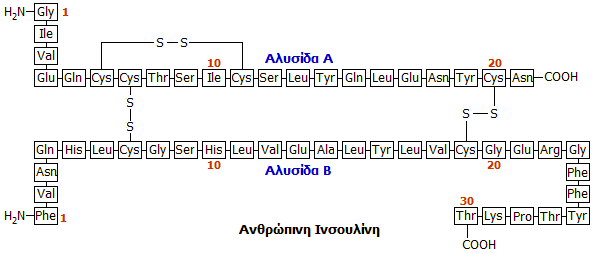 H₂N Gly 1
Ile
Val
S S
10 Αλυσίδα Α 20
Glu Gln Cys Cys Thr Ser Ile Cys Ser Leu Tyr Gln Leu Glu Asn Tyr Cys Asn COOH
S
S S
S
Gln His Leu Cys Gly Ser His Leu Val Glu Ala Leu Tyr Leu Val Cys Gly Glu Arg Gly
10 Αλυσίδα Β 20
Asn Phe
Val Phe
30
H₂N Phe 1 Thr Lys Pro Thr Tyr
Ανθρώπινη Ινσουλίνη
COOH